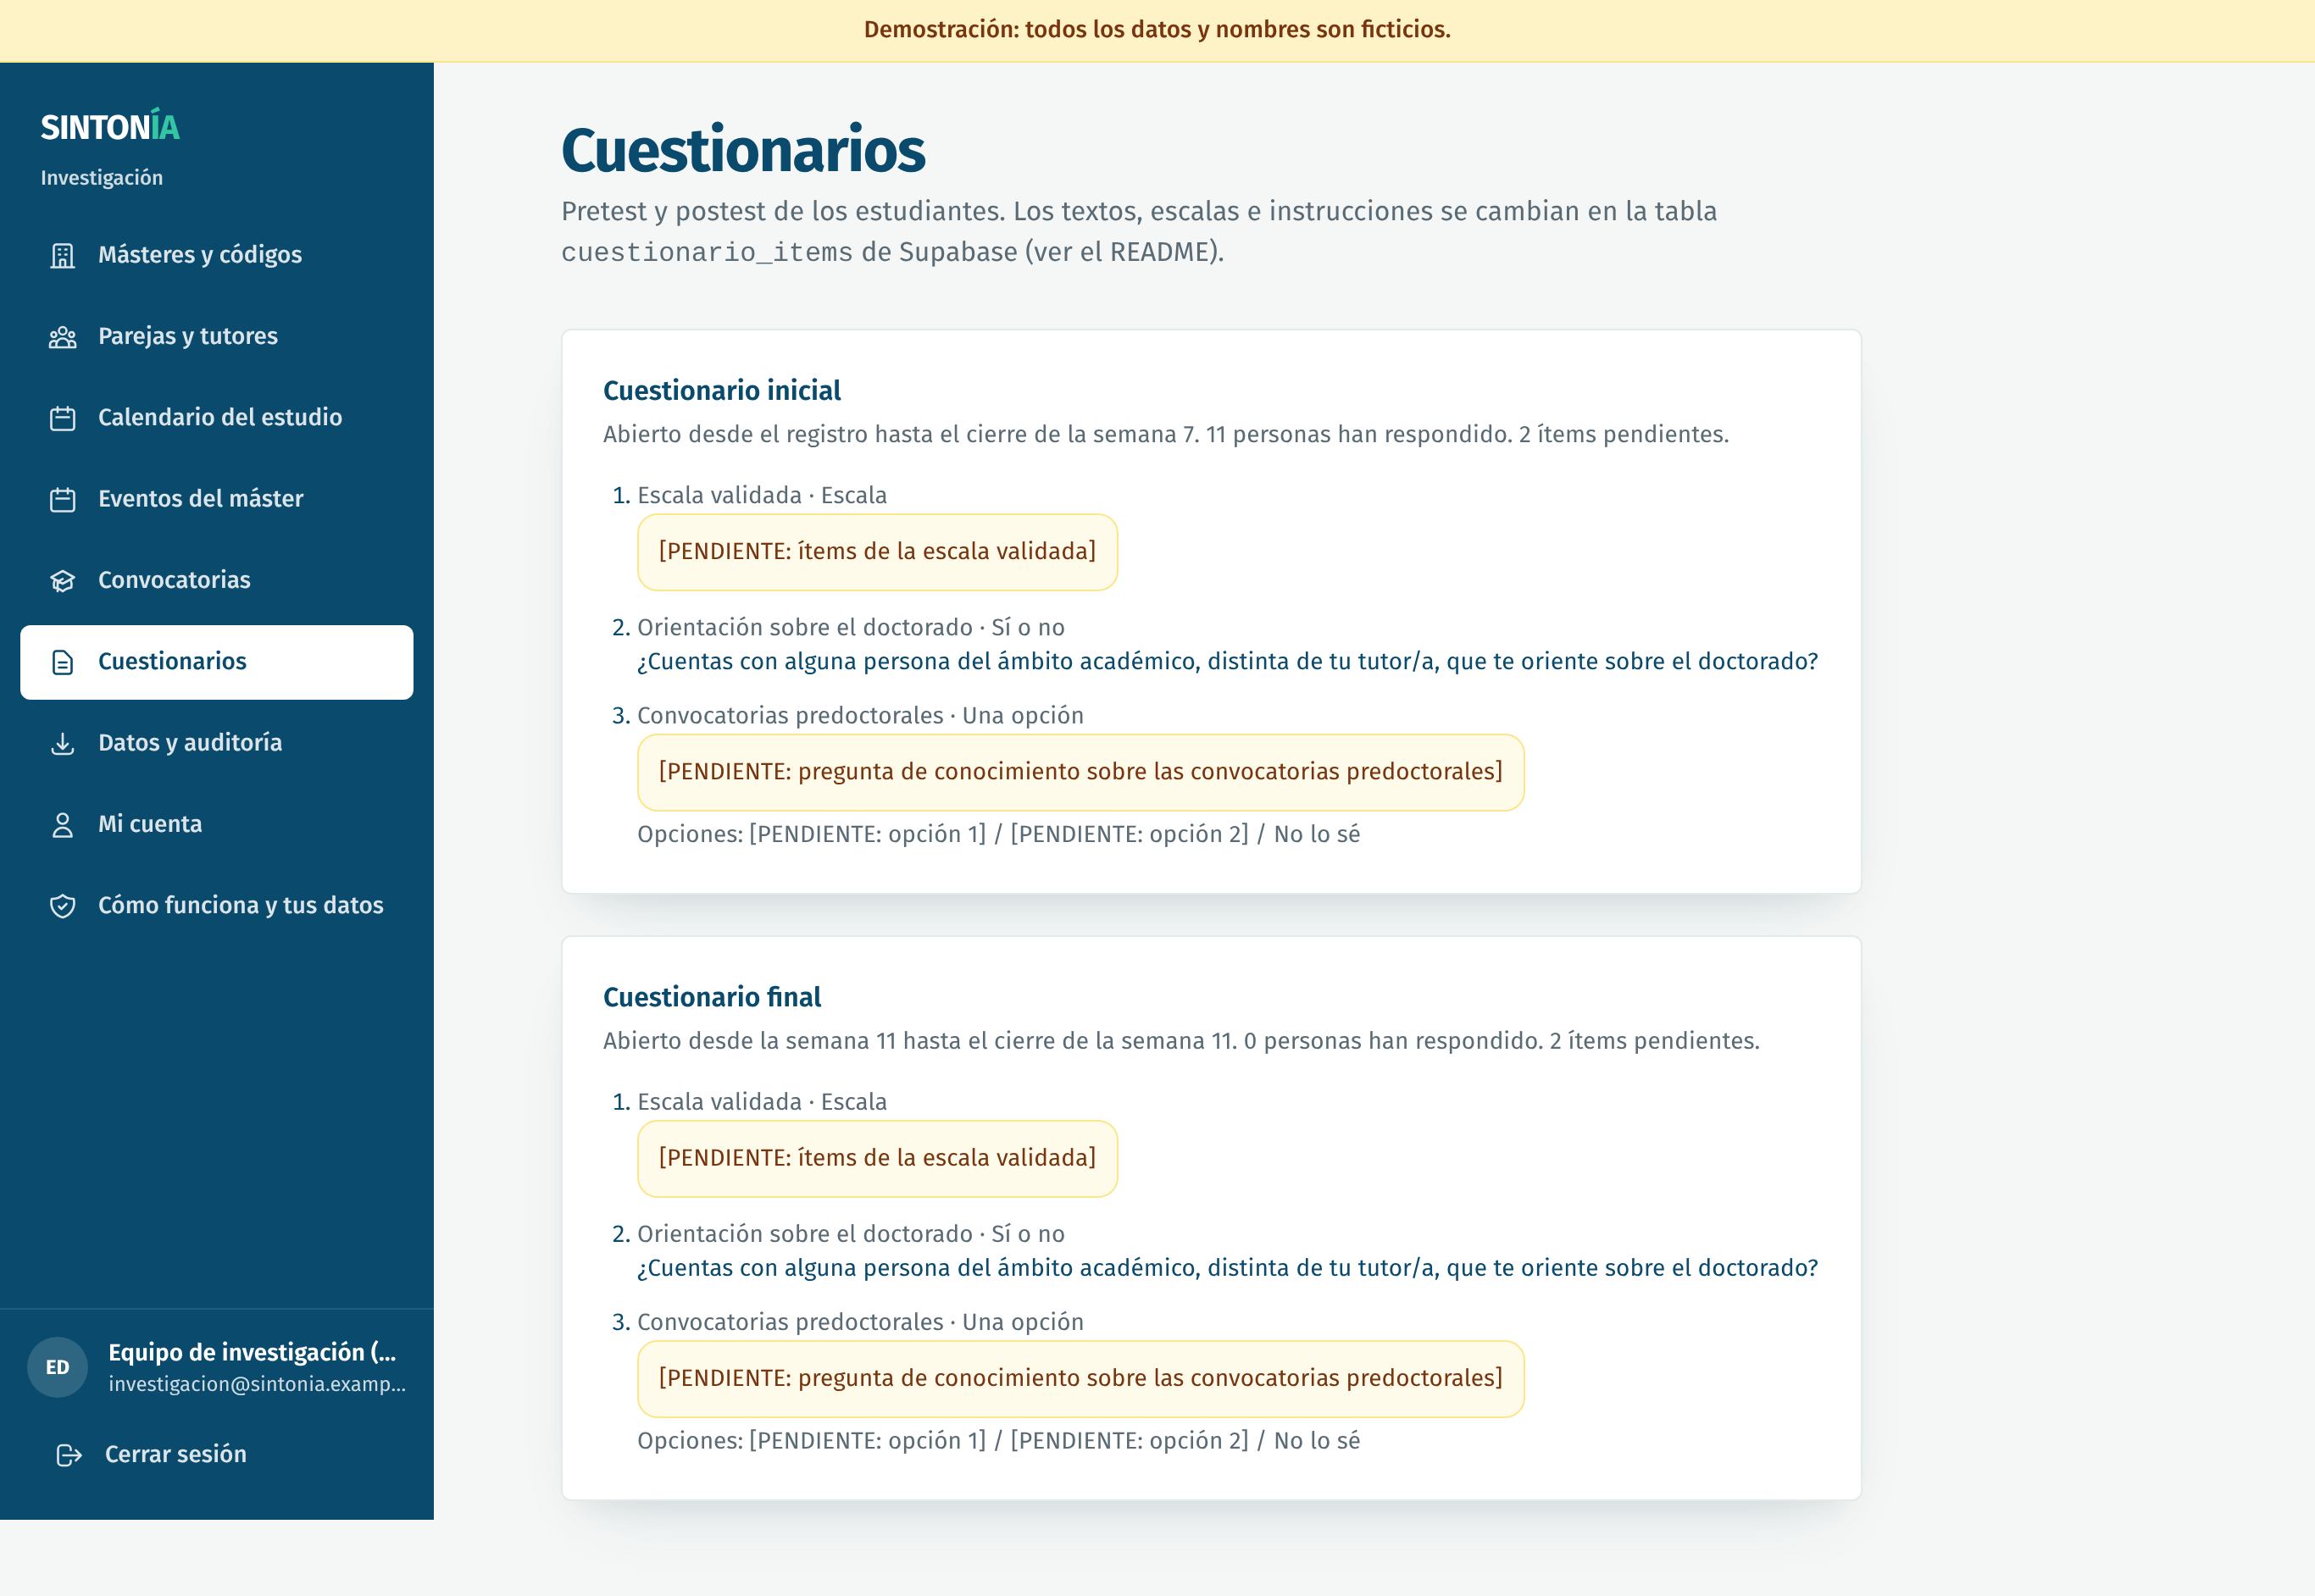 Demostración: todos los datos y nombres son ficticios.
SINTONÍA
Investigación
Másteres y códigos
Parejas y tutores
Calendario del estudio
Eventos del máster
Convocatorias
Cuestionarios
Datos y auditoría
Mi cuenta
Cómo funciona y tus datos
ED
Equipo de investigación (...
investigacion@sintonia.examp...
Cerrar sesión
Cuestionarios
Pretest y postest de los estudiantes. Los textos, escalas e instrucciones se cambian en la tabla
cuestionario_items de Supabase (ver el README).
Cuestionario inicial
Abierto desde el registro hasta el cierre de la semana 7. 11 personas han respondido. 2 ítems pendientes.
1. Escala validada · Escala
[PENDIENTE: ítems de la escala validada]
2. Orientación sobre el doctorado · Sí o no
¿Cuentas con alguna persona del ámbito académico, distinta de tu tutor/a, que te oriente sobre el doctorado?
3. Convocatorias predoctorales · Una opción
[PENDIENTE: pregunta de conocimiento sobre las convocatorias predoctorales]
Opciones: [PENDIENTE: opción 1] / [PENDIENTE: opción 2] / No lo sé
Cuestionario final
Abierto desde la semana 11 hasta el cierre de la semana 11. 0 personas han respondido. 2 ítems pendientes.
1. Escala validada · Escala
[PENDIENTE: ítems de la escala validada]
2. Orientación sobre el doctorado · Sí o no
¿Cuentas con alguna persona del ámbito académico, distinta de tu tutor/a, que te oriente sobre el doctorado?
3. Convocatorias predoctorales · Una opción
[PENDIENTE: pregunta de conocimiento sobre las convocatorias predoctorales]
Opciones: [PENDIENTE: opción 1] / [PENDIENTE: opción 2] / No lo sé